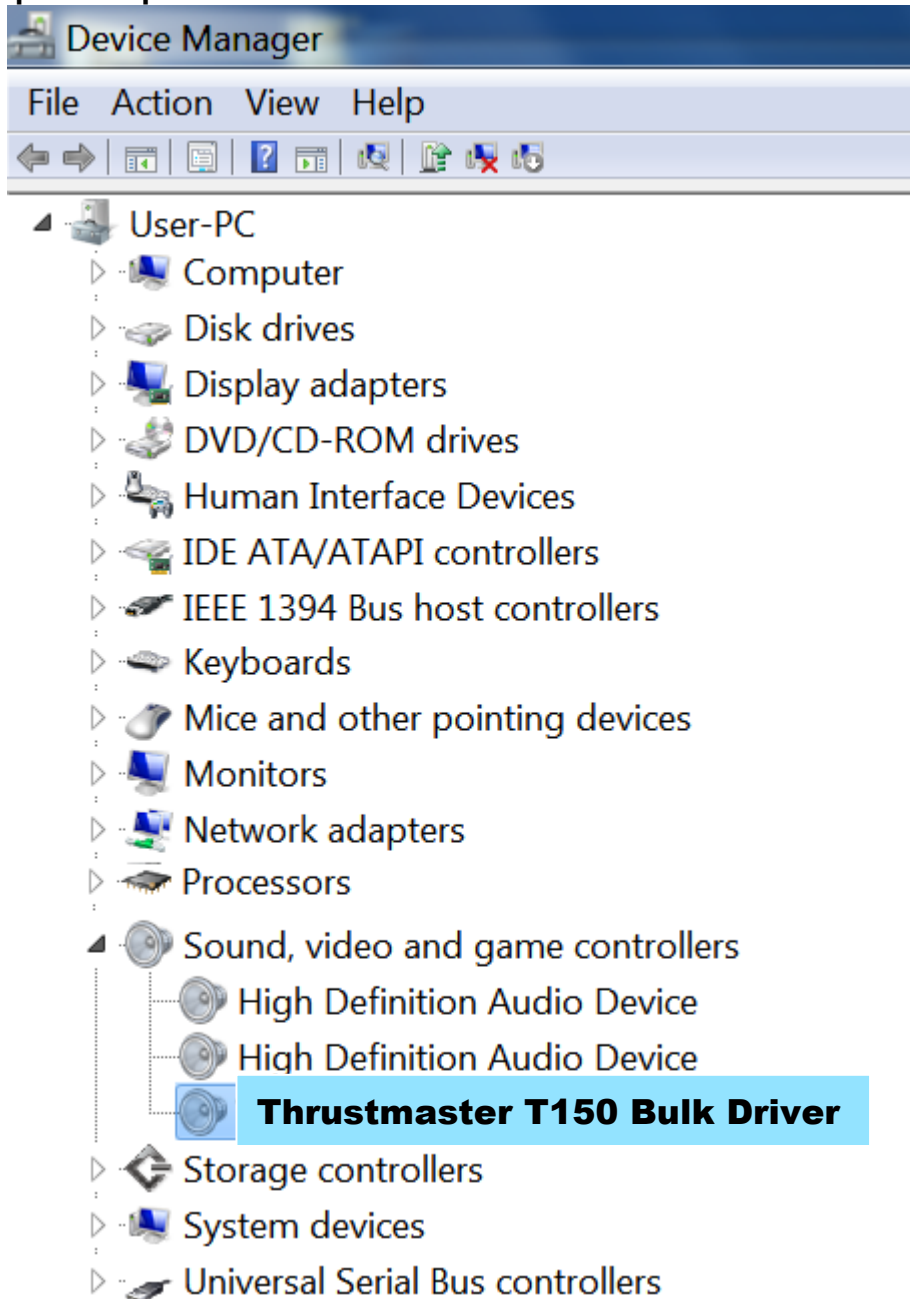 Device Manager
File Action View Help
User-PC
Computer
Disk drives
Display adapters
DVD/CD-ROM drives
Human Interface Devices
IDE ATA/ATAPI controllers
IEEE 1394 Bus host controllers
Keyboards
Mice and other pointing devices
Monitors
Network adapters
Processors
Sound, video and game controllers
High Definition Audio Device
High Definition Audio Device
Thrustmaster T150 Bulk Driver
Storage controllers
System devices
Universal Serial Bus controllers